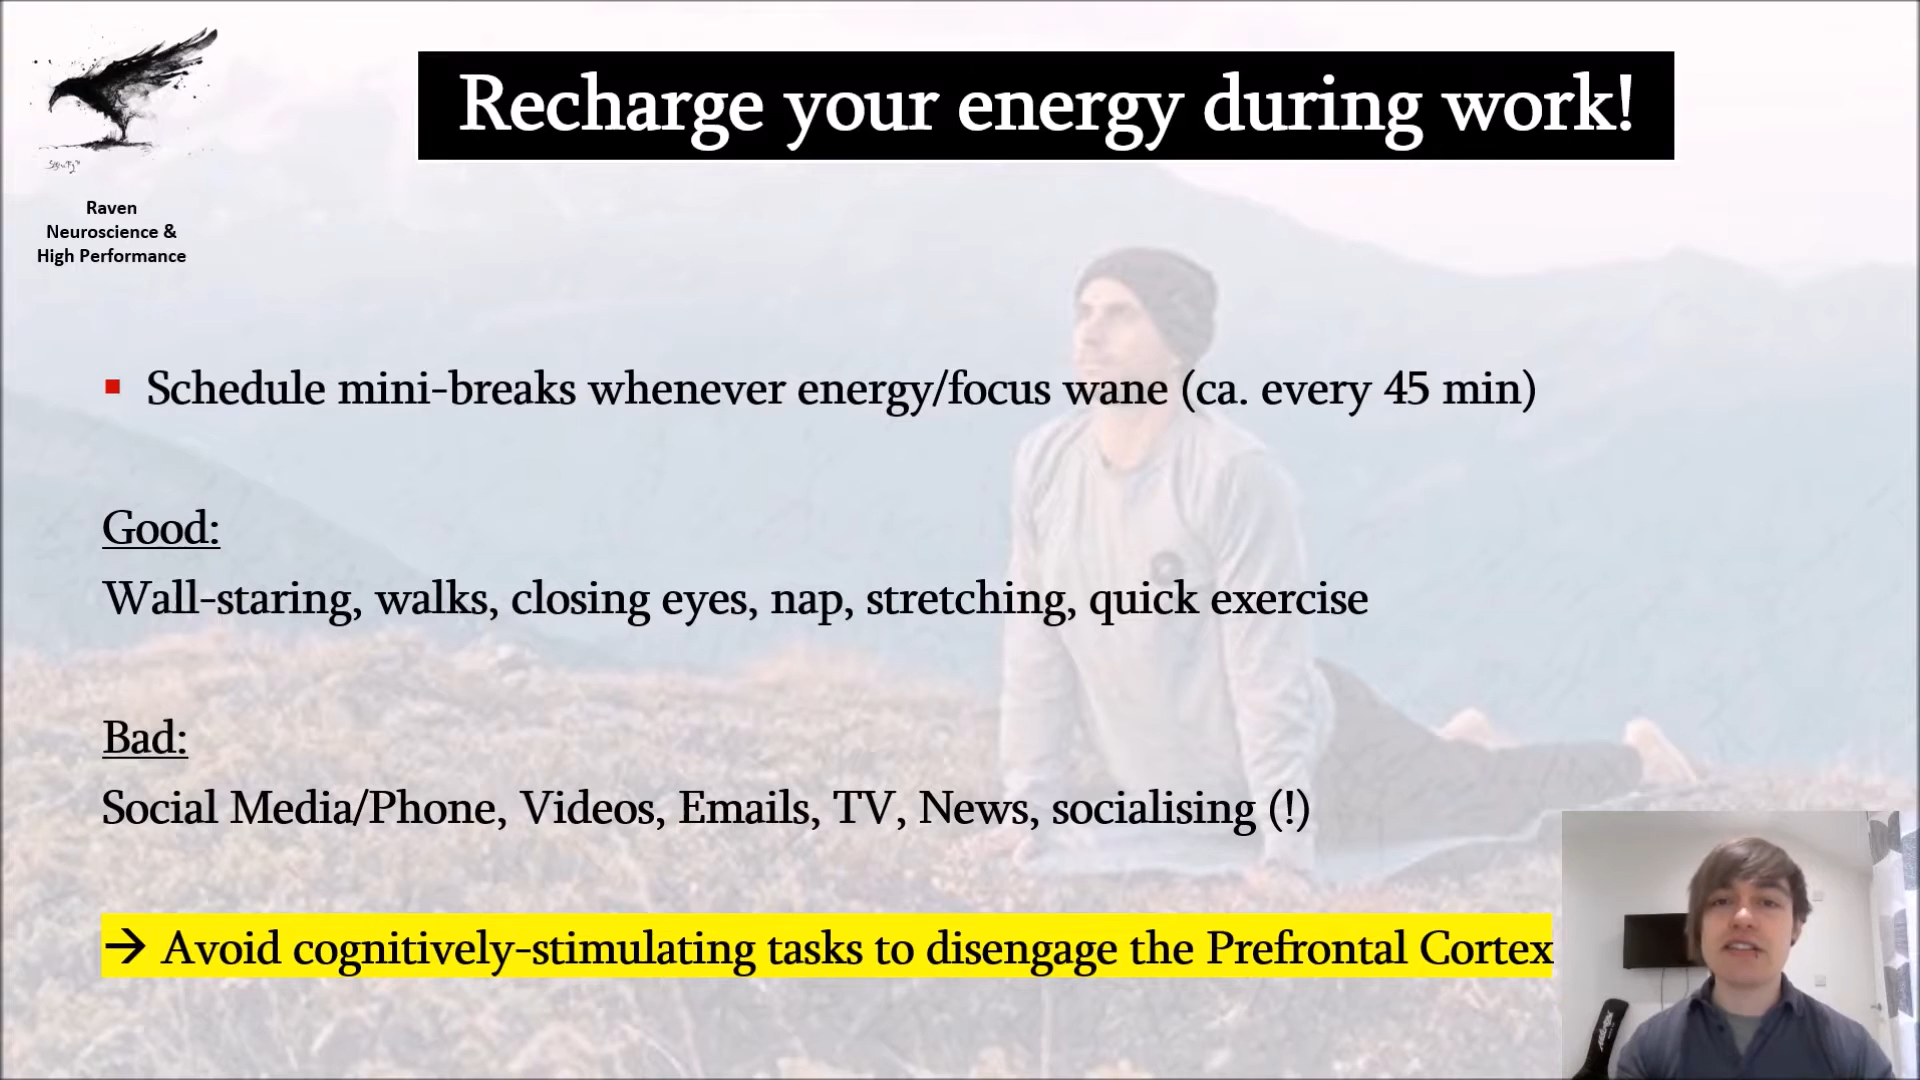 Recharge your energy during work!
Raven
Neuroscience &
High Performance
▪ Schedule mini-breaks whenever energy/focus wane (ca. every 45 min)
Good:
Wall-staring, walks, closing eyes, nap, stretching, quick exercise
Bad:
Social Media/Phone, Videos, Emails, TV, News, socialising (!)
→ Avoid cognitively-stimulating tasks to disengage the Prefrontal Cortex